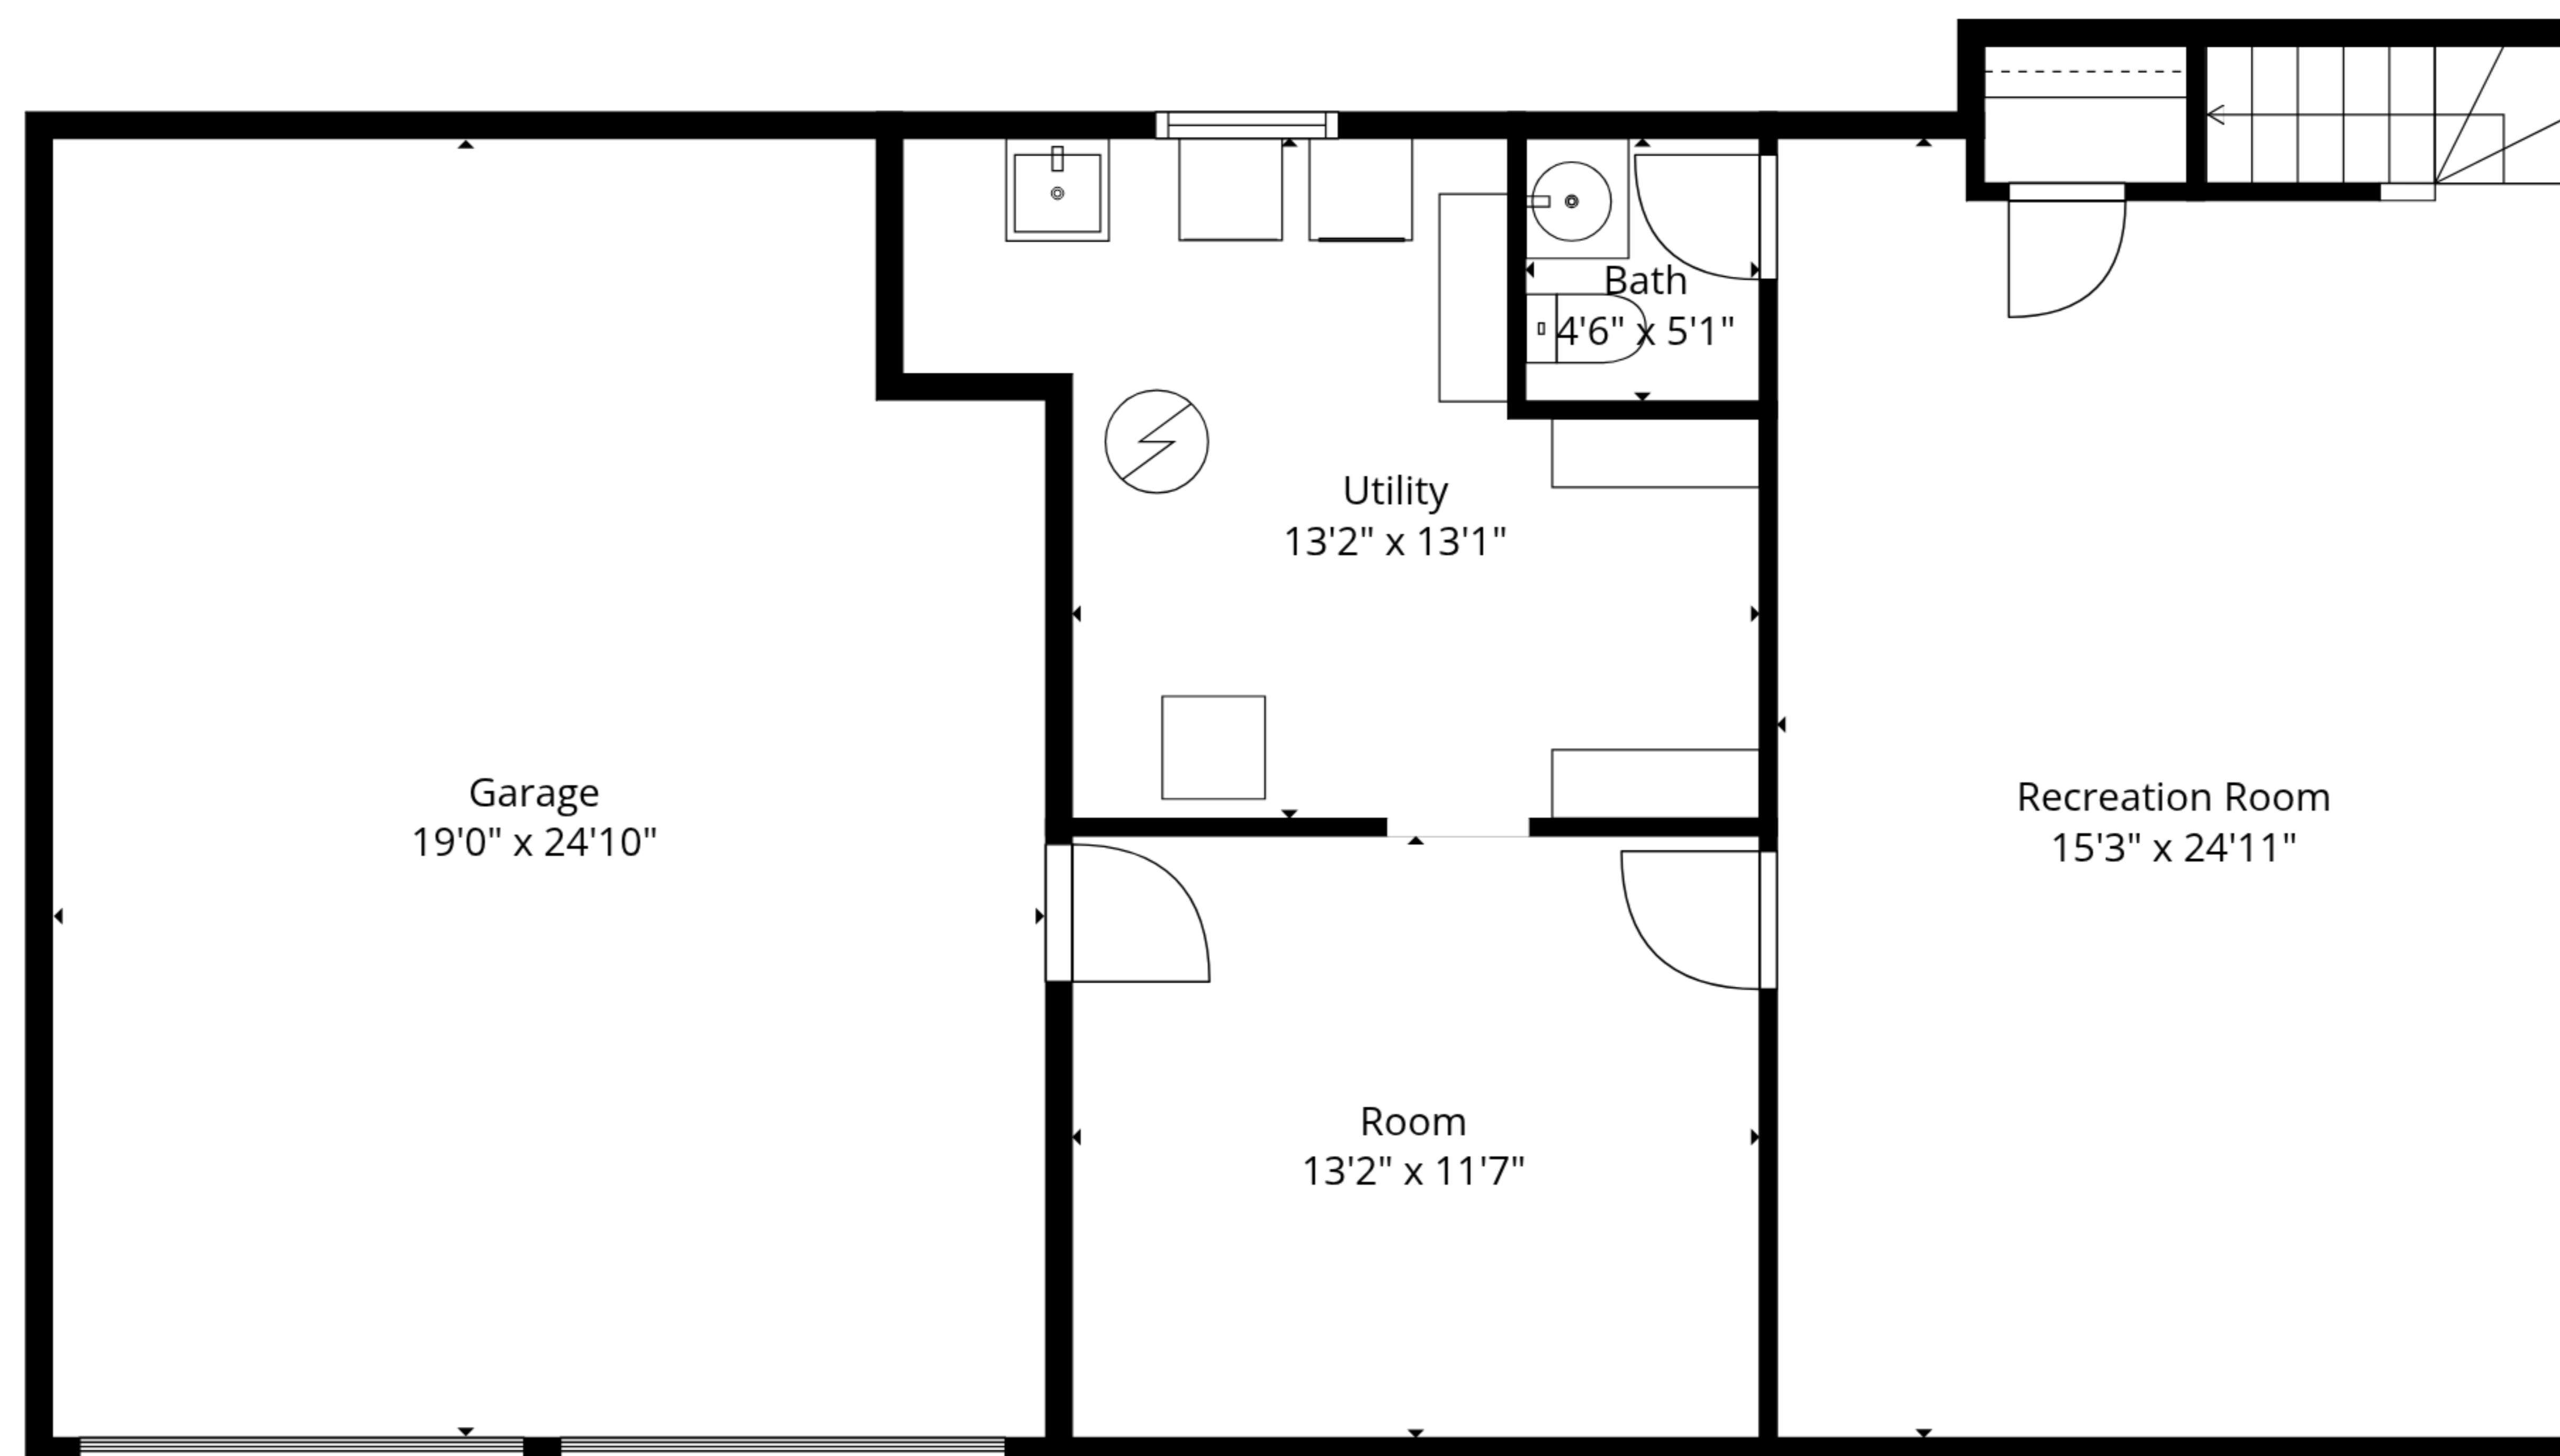 Bath
4'6" x 5'1"
Utility
13'2" x 13'1"
Garage
19'0" x 24'10"
Recreation Room
15'3" x 24'11"
Room
13'2" x 11'7"